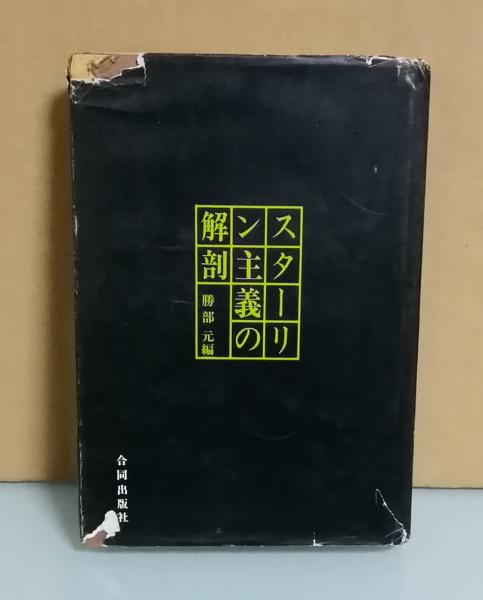 スターリ
ン主義の
解剖
勝部元編
合同出版社